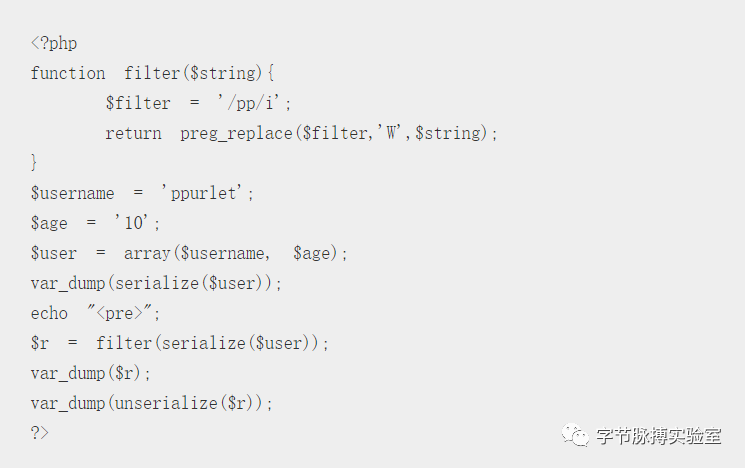 <?php
function filter($string){
$filter = '/pp/i';
return preg_replace($filter,'W',$string);
}
$username = 'ppurlet';
$age = '10';
$user = array($username, $age);
var_dump(serialize($user));
echo "<pre>";
$r = filter(serialize($user));
var_dump($r);
var_dump(unserialize($r));
?>
字节脉搏实验室